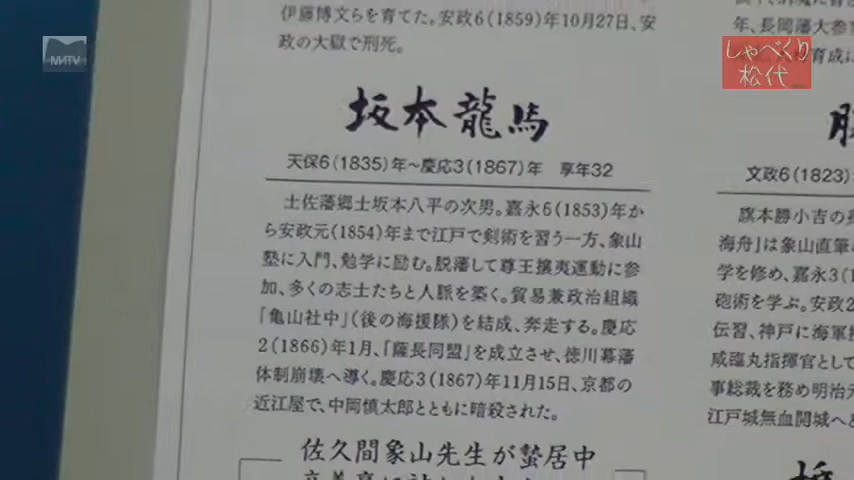 伊藤博文らを育てた。安政6(1859)年10月27日、安
政の大獄で刑死。
坂本龍馬
天保6(1835)年~慶応3(1867)年 享年32
土佐藩郷士坂本八平の次男。嘉永6(1853)年か
ら安政元(1854)年まで江戸で剣術を習う一方、象山
塾に入門、勉学に励む。脱藩して尊王攘夷運動に参
加、多くの志士たちと人脈を築く。貿易兼政治組織
「亀山社中」(後の海援隊)を結成、奔走する。慶応
2(1866)年1月、「薩長同盟」を成立させ、徳川幕藩
体制崩壊へ導く。慶応3(1867)年11月15日、京都の
近江屋で、中岡慎太郎とともに暗殺された。
佐久間象山先生が蟄居中
年、長岡藩大参
育成に
文政6(1823)
旗本勝小吉の
海舟」は象山直筆
学を修め、嘉永3(1
砲術を学ぶ。安政2
伝習、神戸に海軍
咸臨丸指揮官として
事総裁を務め明治元
江戸城無血開城へと
しゃべくり
松代
MATV